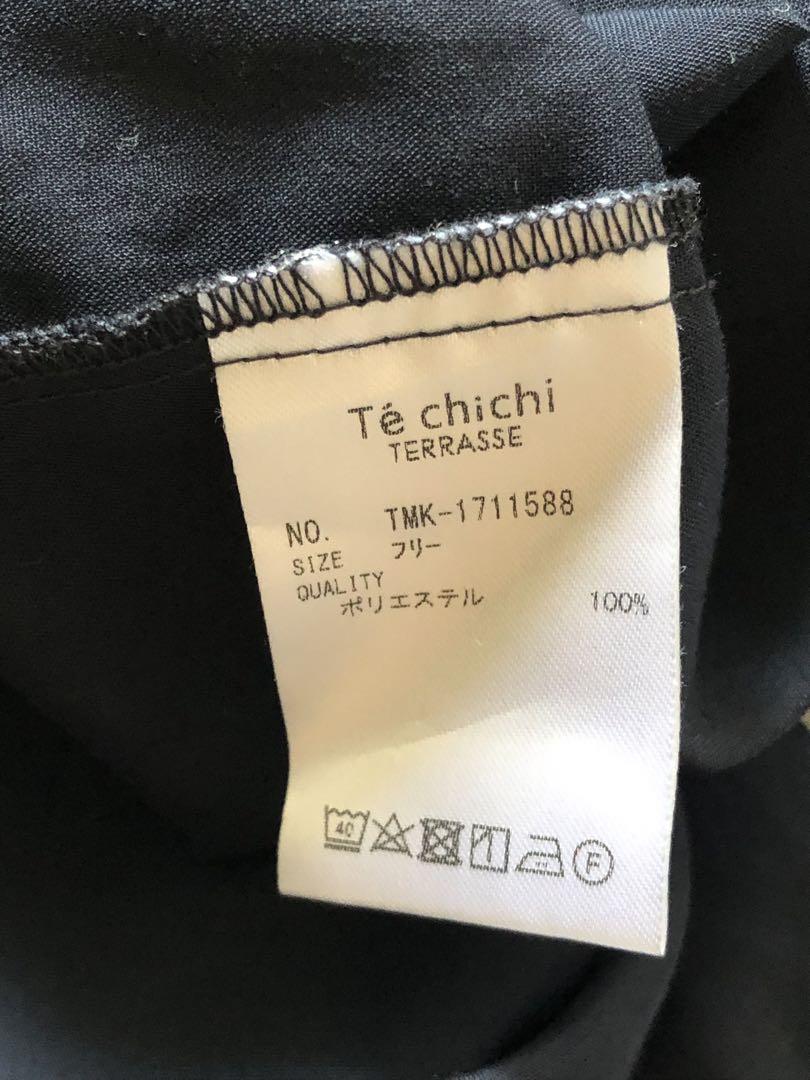 Té chichi
TERRASSE
NO. TMK-1711588
SIZE フリー
QUALITY
ポリエステル 100%
40 F